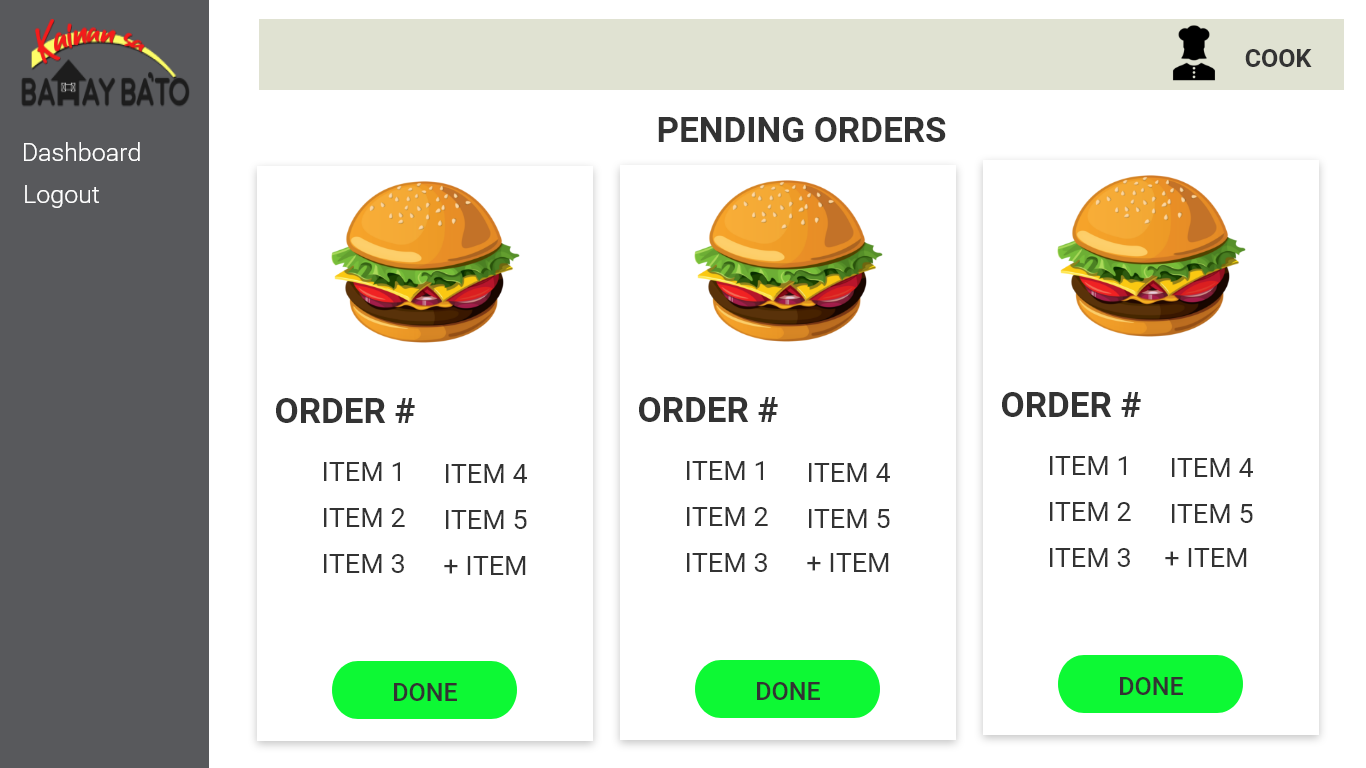 Kainan sa
BAHAY BATO
Dashboard
Logout
COOK
PENDING ORDERS
ORDER #
ITEM 1 ITEM 4
ITEM 2 ITEM 5
ITEM 3 + ITEM
DONE
ORDER #
ITEM 1 ITEM 4
ITEM 2 ITEM 5
ITEM 3 + ITEM
DONE
ORDER #
ITEM 1 ITEM 4
ITEM 2 ITEM 5
ITEM 3 + ITEM
DONE